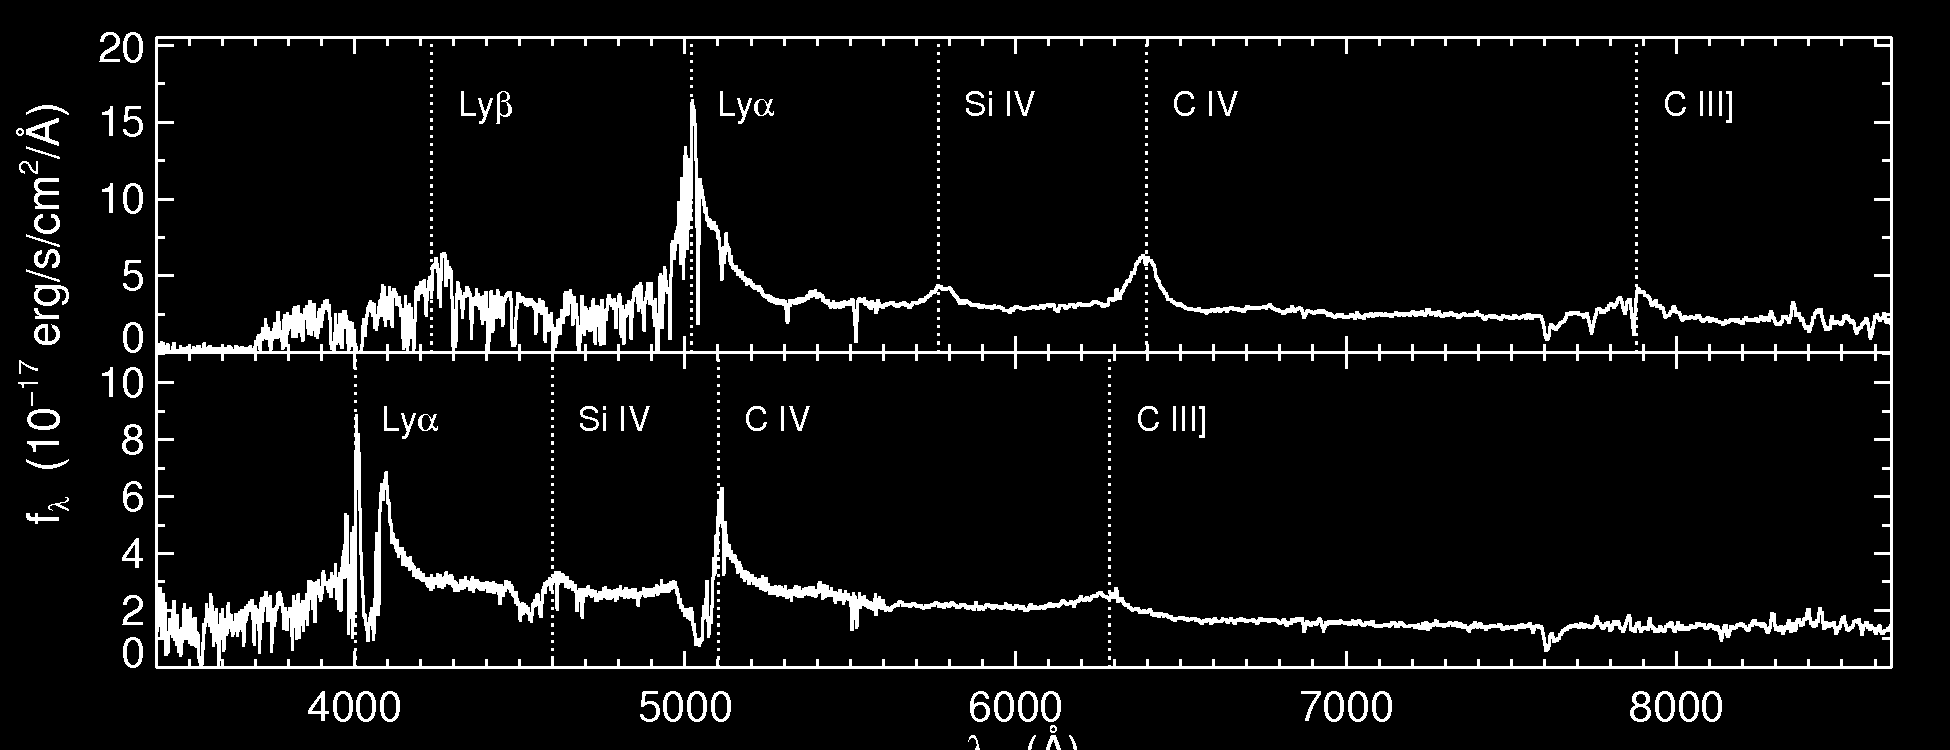 f_λ (10^−17 erg/s/cm^2/Å)
20
15
10
5
0
Lyβ
Lyα
Si IV
C IV
C III]
10
8
6
4
2
0
Lyα
Si IV
C IV
C III]
4000
5000
6000
7000
8000
(Å)